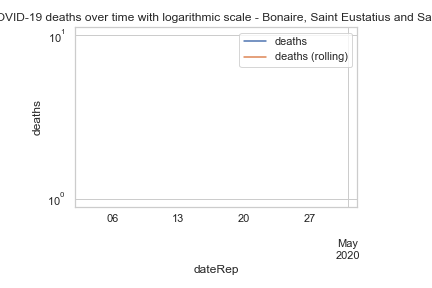 OVID-19 deaths over time with logarithmic scale - Bonaire, Saint Eustatius and Sa
deaths
deaths (rolling)
10¹
deaths
10⁰
06 13 20 27
May
2020
dateRep